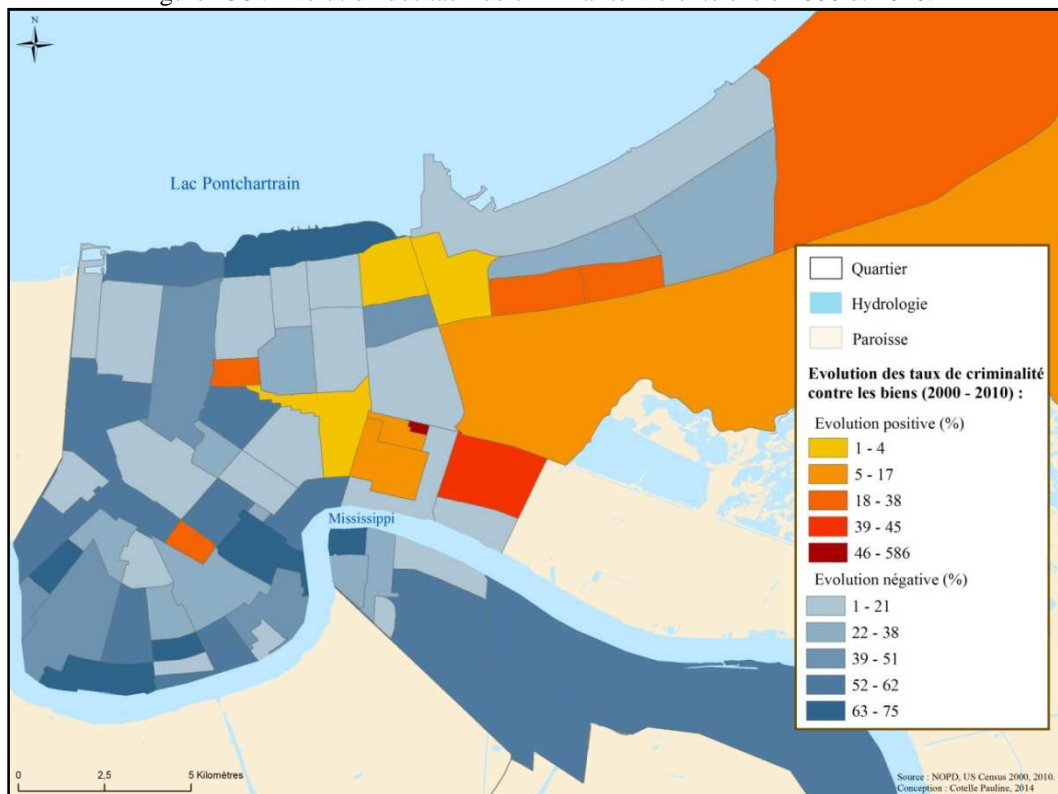 N
Lac Pontchartrain
Mississippi
Quartier
Hydrologie
Paroisse
Evolution des taux de criminalité
contre les biens (2000 - 2010) :
Evolution positive (%)
1 - 4
5 - 17
18 - 38
39 - 45
46 - 586
Evolution négative (%)
1 - 21
22 - 38
39 - 51
52 - 62
63 - 75
0 2,5 5 Kilomètres
Source : NOPD, US Census 2000, 2010.
Conception : Cotelle Pauline, 2014